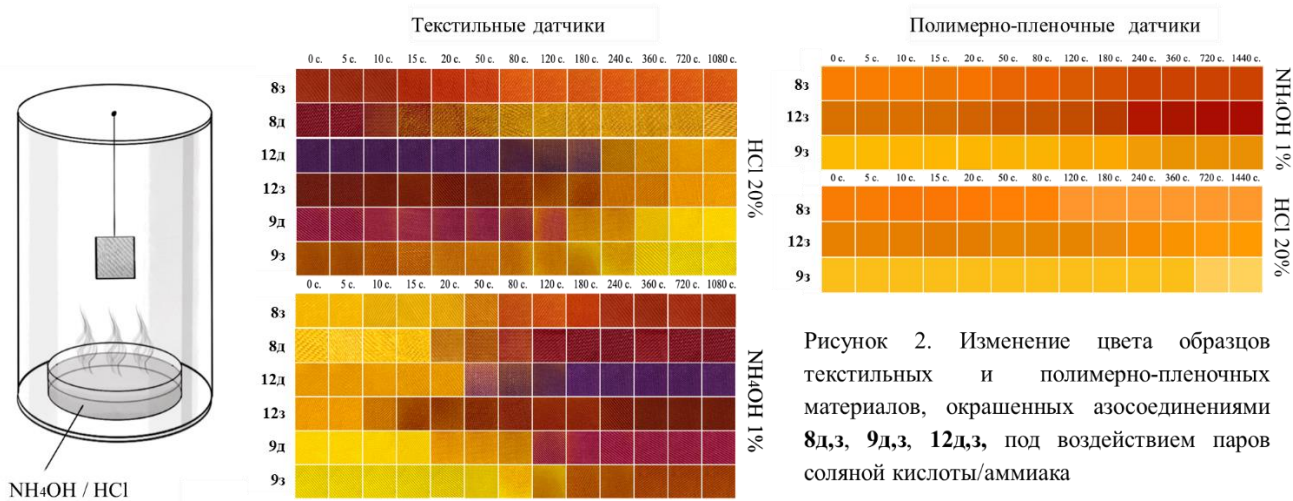 Текстильные датчики
0 с. 5 с. 10 с. 15 с. 20 с. 50 с. 80 с. 120 с. 180 с. 240 с. 360 с. 720 с. 1080 с.
8з
8д
12д
12з
9д
9з
HCl 20%
0 с. 5 с. 10 с. 15 с. 20 с. 50 с. 80 с. 120 с. 180 с. 240 с. 360 с. 720 с. 1080 с.
8з
8д
12д
12з
9д
9з
NH₄OH 1%
NH₄OH / HCl
Полимерно-пленочные датчики
0 с. 5 с. 10 с. 15 с. 20 с. 50 с. 80 с. 120 с. 180 с. 240 с. 360 с. 720 с. 1440 с.
8з
12з
9з
NH₄OH 1%
0 с. 5 с. 10 с. 15 с. 20 с. 50 с. 80 с. 120 с. 180 с. 240 с. 360 с. 720 с. 1440 с.
8з
12з
9з
HCl 20%
Рисунок 2. Изменение цвета образцов
текстильных и полимерно-пленочных
материалов, окрашенных азосоединениями
8д,з, 9д,з, 12д,з, под воздействием паров
соляной кислоты/аммиака